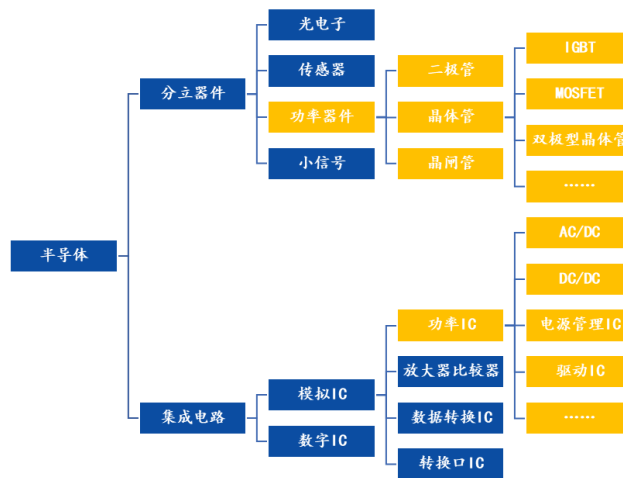 光电子
IGBT
传感器
二极管
分立器件
MOSFET
功率器件
晶体管
双极型晶体管
小信号
晶闸管
……
半导体
AC/DC
DC/DC
功率IC
电源管理IC
放大器比较器
驱动IC
模拟IC
集成电路
数据转换IC
……
数字IC
转换口IC